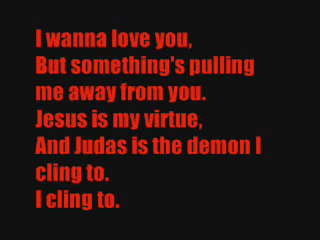 I wanna love you,
But something's pulling
me away from you.
Jesus is my virtue,
And Judas is the demon I
cling to.
I cling to.